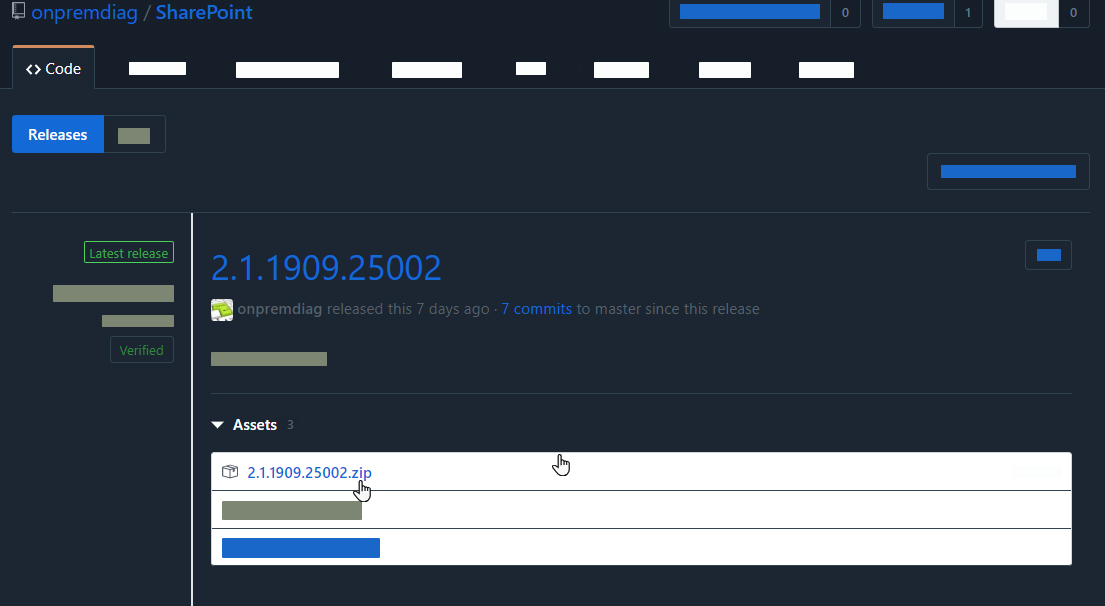 onpremdiag / SharePoint
0
1
0
<> Code
Releases
Latest release
2.1.1909.25002
onpremdiag released this 7 days ago · 7 commits to master since this release
Verified
Assets 3
2.1.1909.25002.zip